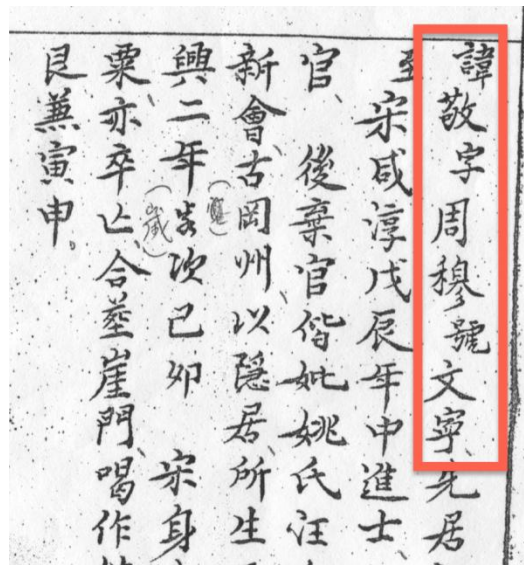 諱敬字周穆號文寧先居
至宋咸淳戊辰年中進士
官、後棄官偕妣姚氏
新會古岡州以隱居所生
興二年岁次己卯 宋身
(歲)
粟亦卒亡、合塟崖門、喝作
艮兼寅申。